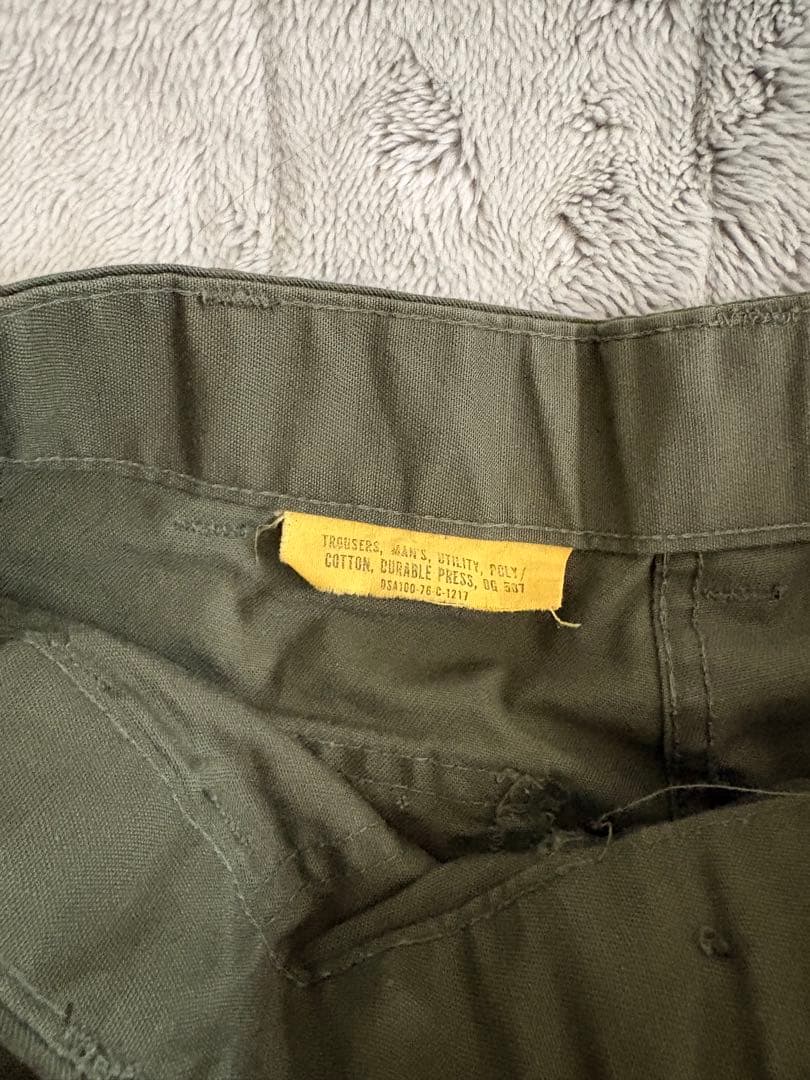 TROUSERS, MAN'S, UTILITY, POLY/
COTTON, DURABLE PRESS, OG 507
DSA100-76-C-1217